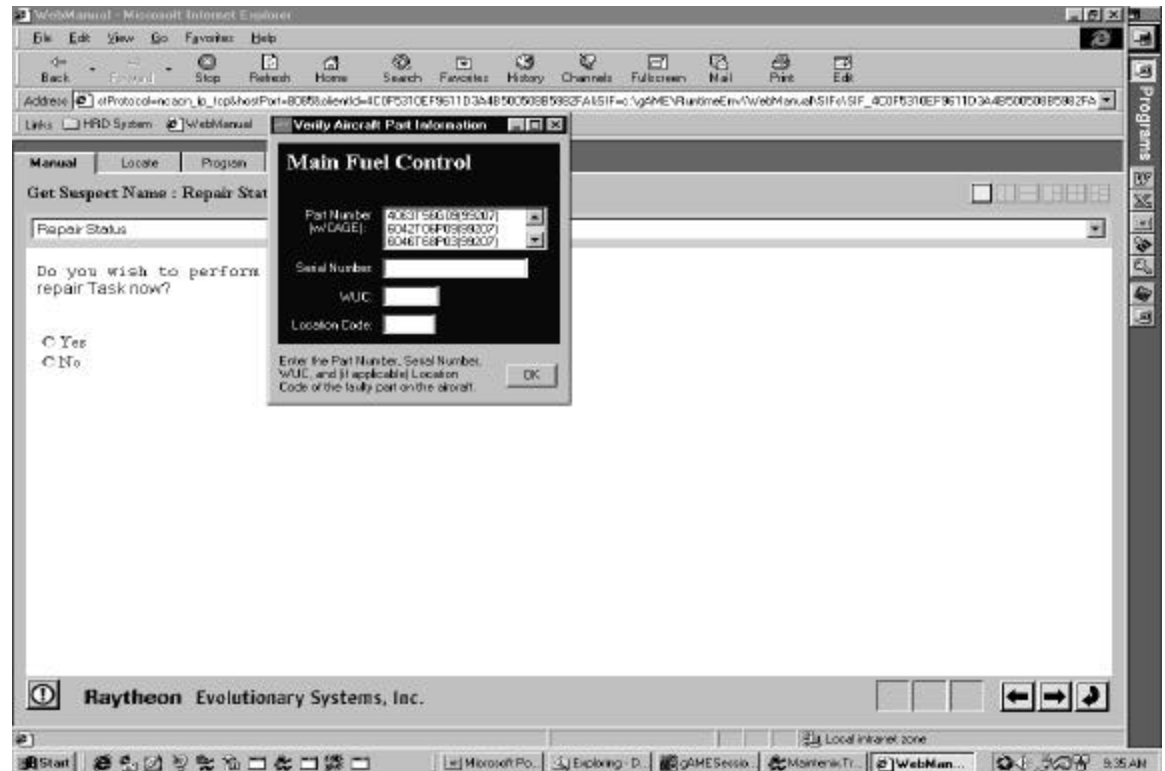 WebManual - Microsoft Internet Explorer
File Edit View Go Favorites Help
Back Forward Stop Refresh Home Search Favorites History Channels Fullscreen Mail Print Edit
Address
Links HRD System WebManual
Verify Aircraft Part Information
Manual Locate Program
Main Fuel Control
Get Suspect Name : Repair Stat
Part Number
(w/CAGE):
6042T06P09(99207)
6046T68P03(99207)
Repair Status
Do you wish to perform
repair Task now?
Serial Number:
WUC:
Location Code:
Yes
No
Enter the Part Number, Serial Number,
WUC, and (if applicable) Location
Code of the faulty part on the aircraft.
OK
Programs
Raytheon Evolutionary Systems, Inc.
Local intranet zone
Start
Microsoft Po...
Exploring - D...
gAMESessio...
MaintenixTr...
WebMan...
9:35 AM